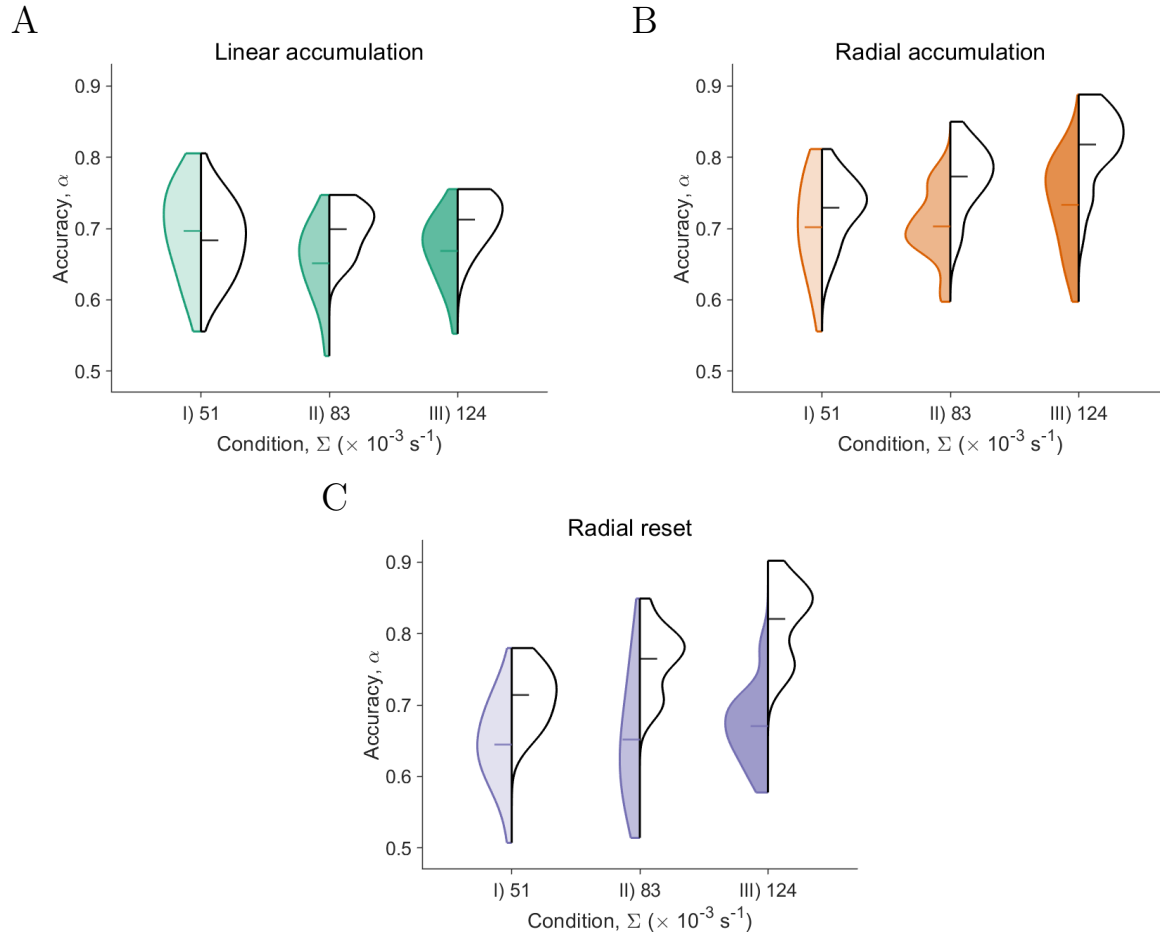 A
Linear accumulation
0.9
0.8
0.7
0.6
0.5
Accuracy, α
I) 51
II) 83
III) 124
Condition, Σ (× 10⁻³ s⁻¹)
B
Radial accumulation
0.9
0.8
0.7
0.6
0.5
Accuracy, α
I) 51
II) 83
III) 124
Condition, Σ (× 10⁻³ s⁻¹)
C
Radial reset
0.9
0.8
0.7
0.6
0.5
Accuracy, α
I) 51
II) 83
III) 124
Condition, Σ (× 10⁻³ s⁻¹)